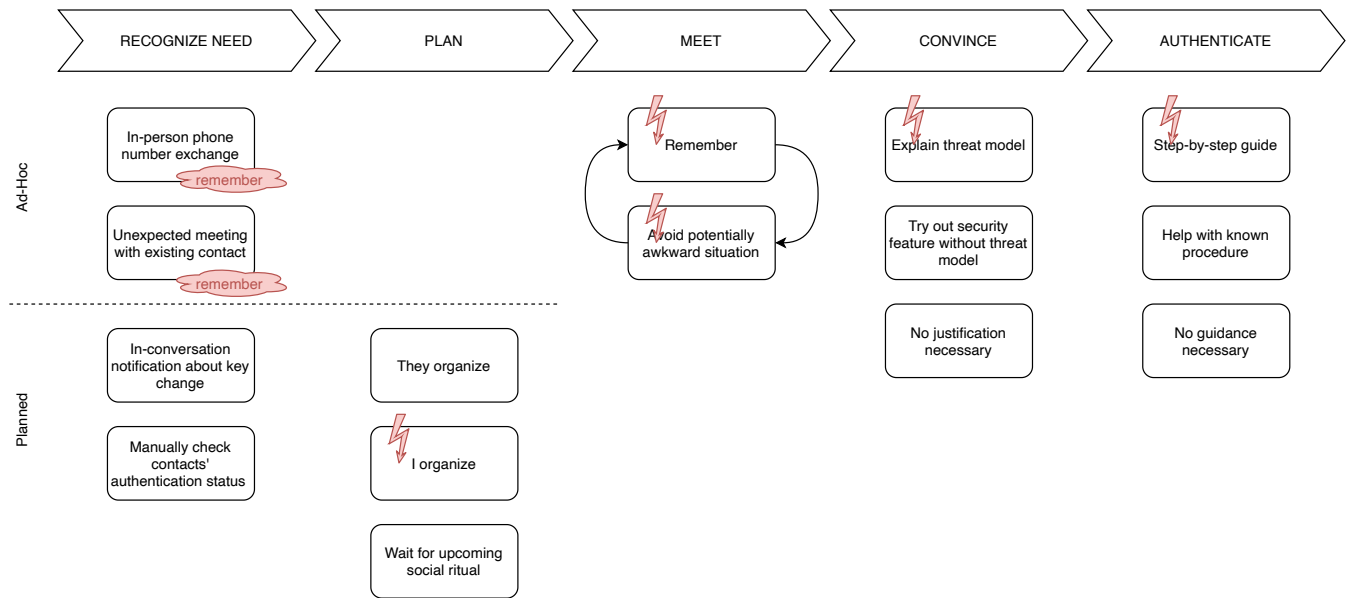 RECOGNIZE NEED
PLAN
MEET
CONVINCE
AUTHENTICATE
Ad-Hoc
In-person phone
number exchange
remember
Unexpected meeting
with existing contact
remember
Remember
Avoid potentially
awkward situation
Explain threat model
Try out security
feature without threat
model
No justification
necessary
Step-by-step guide
Help with known
procedure
No guidance
necessary
Planned
In-conversation
notification about key
change
Manually check
contacts'
authentication status
They organize
I organize
Wait for upcoming
social ritual